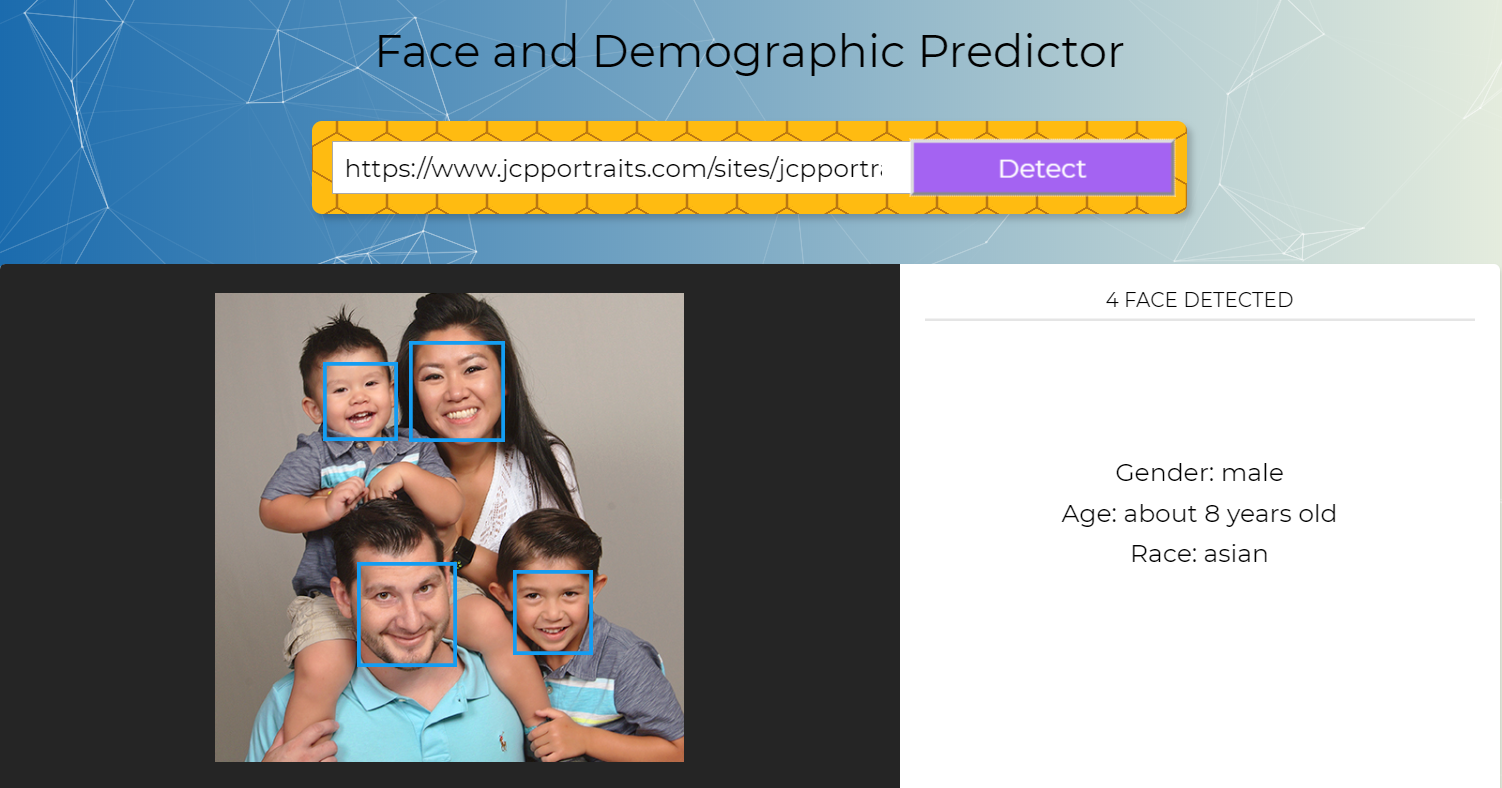 Face and Demographic Predictor
https://www.jcpportraits.com/sites/jcpportr
Detect
4 FACE DETECTED
Gender: male
Age: about 8 years old
Race: asian